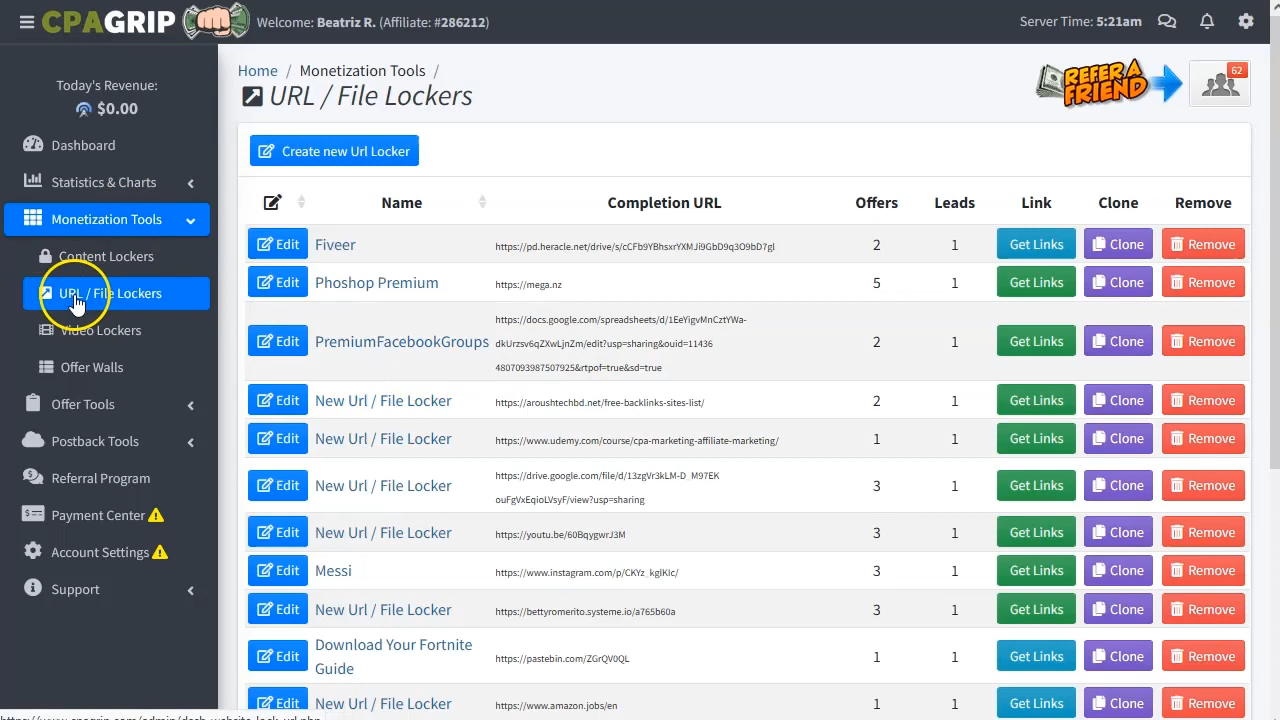 CPAGRIP Welcome: Beatriz R. (Affiliate: #286212) Server Time: 5:21am
Today's Revenue:
$0.00
Dashboard
Statistics & Charts
Monetization Tools
Content Lockers
URL / File Lockers
Video Lockers
Offer Walls
Offer Tools
Postback Tools
Referral Program
Payment Center
Account Settings
Support
Home / Monetization Tools /
URL / File Lockers
REFER A
FRIEND
62
Create new Url Locker
Name Completion URL Offers Leads Link Clone Remove
Edit Fiveer https://pd.heracle.net/drive/s/cCFb9YBhsxrYXMJi9GbD9q3O9bD7gl 2 1 Get Links Clone Remove
Edit Phoshop Premium https://mega.nz 5 1 Get Links Clone Remove
https://docs.google.com/spreadsheets/d/1EeYigvMnCztYWa-
Edit PremiumFacebookGroups dkUrzsv6qZXwLjnZm/edit?usp=sharing&ouid=11436 2 1 Get Links Clone Remove
4807093987507925&rtpof=true&sd=true
Edit New Url / File Locker https://aroushtechbd.net/free-backlinks-sites-list/ 2 1 Get Links Clone Remove
Edit New Url / File Locker https://www.udemy.com/course/cpa-marketing-affiliate-marketing/ 1 1 Get Links Clone Remove
https://drive.google.com/file/d/13zgVr3kLM-D_M97EK
Edit New Url / File Locker ouFgVxEqioLVsyF/view?usp=sharing 3 1 Get Links Clone Remove
Edit New Url / File Locker https://youtu.be/60BqygwrJ3M 3 1 Get Links Clone Remove
Edit Messi https://www.instagram.com/p/CKYz_kglKIc/ 3 1 Get Links Clone Remove
Edit New Url / File Locker https://bettyromerito.systeme.io/a765b60a 3 1 Get Links Clone Remove
Edit Download Your Fortnite https://pastebin.com/ZGrQV0QL 1 1 Get Links Clone Remove
Guide
Edit New Url / File Locker https://www.amazon.jobs/en 1 1 Get Links Clone Remove